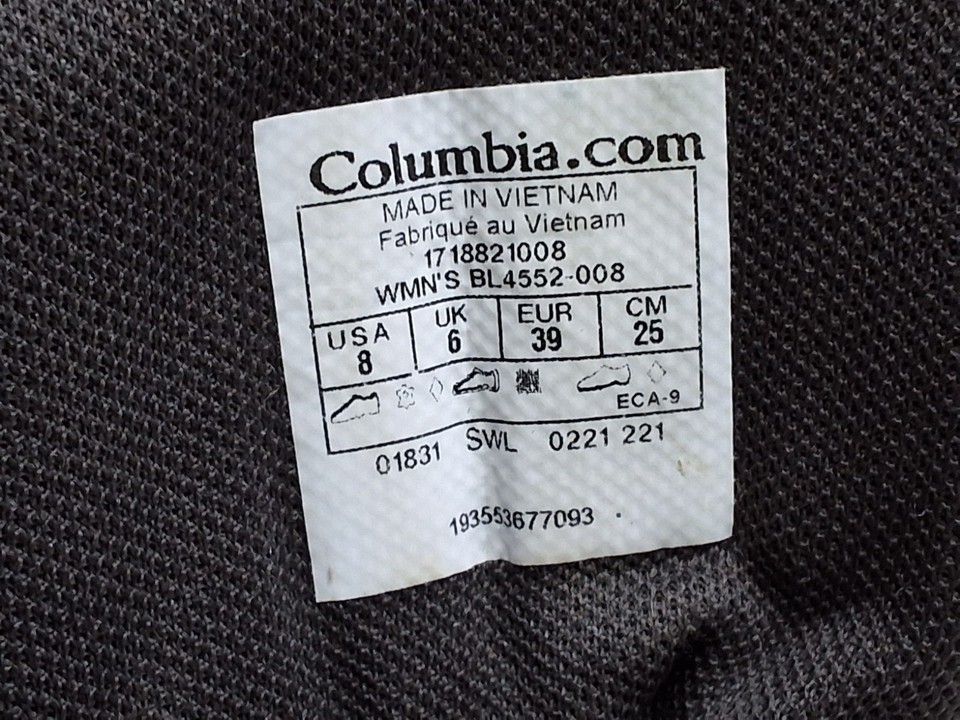 Columbia.com
MADE IN VIETNAM
Fabriqué au Vietnam
1718821008
WMN'S BL4552-008
USA UK EUR CM
8 6 39 25
ECA-9
01831 SWL 0221 221
193553677093